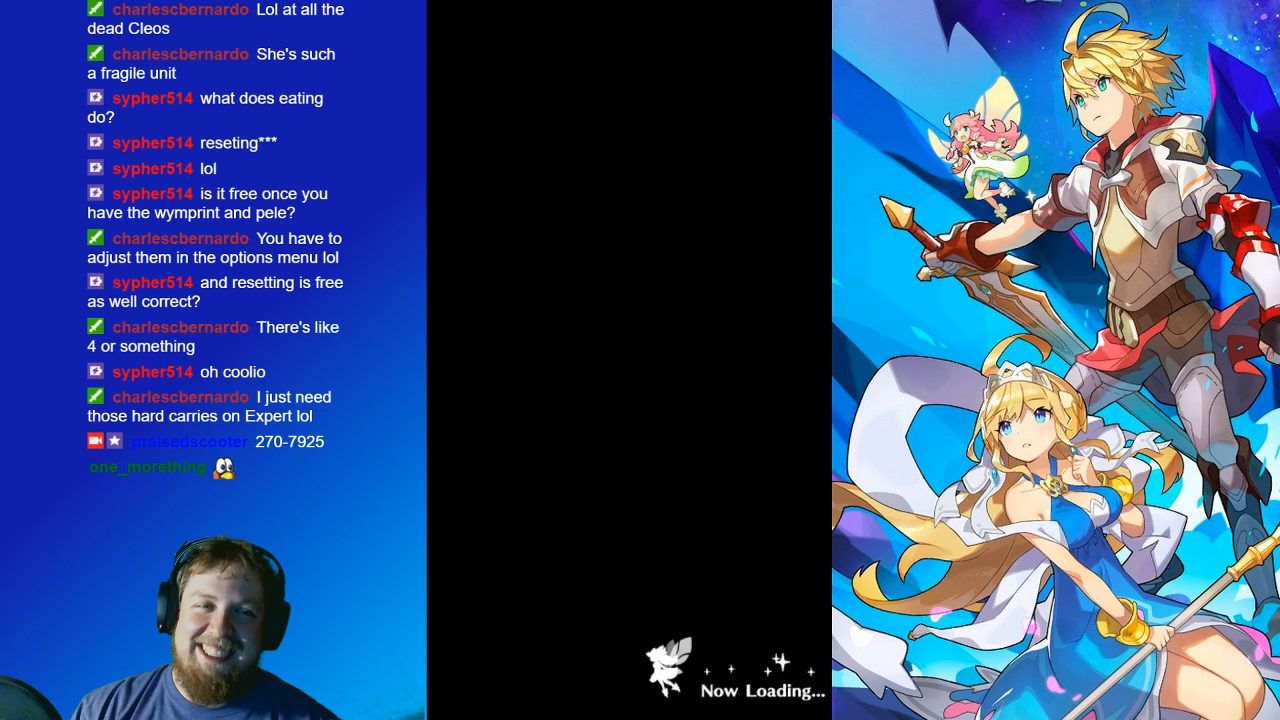 charlescbernardo Lol at all the
dead Cleos
charlescbernardo She's such
a fragile unit
sypher514 what does eating
do?
sypher514 reseting***
sypher514 lol
sypher514 is it free once you
have the wymprint and pele?
charlescbernardo You have to
adjust them in the options menu lol
sypher514 and resetting is free
as well correct?
charlescbernardo There's like
4 or something
sypher514 oh coolio
charlescbernardo I just need
those hard carries on Expert lol
praisedscooter 270-7925
one_morething
Now Loading...